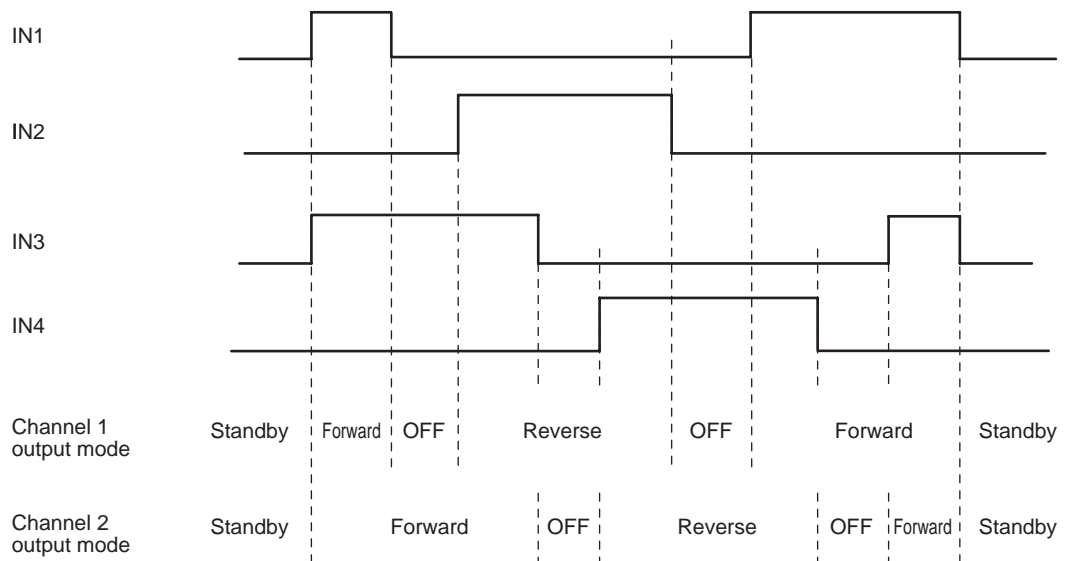 IN1
IN2
IN3
IN4
Channel 1
output mode
Standby Forward OFF Reverse OFF Forward Standby
Channel 2
output mode
Standby Forward OFF Reverse OFF Forward Standby